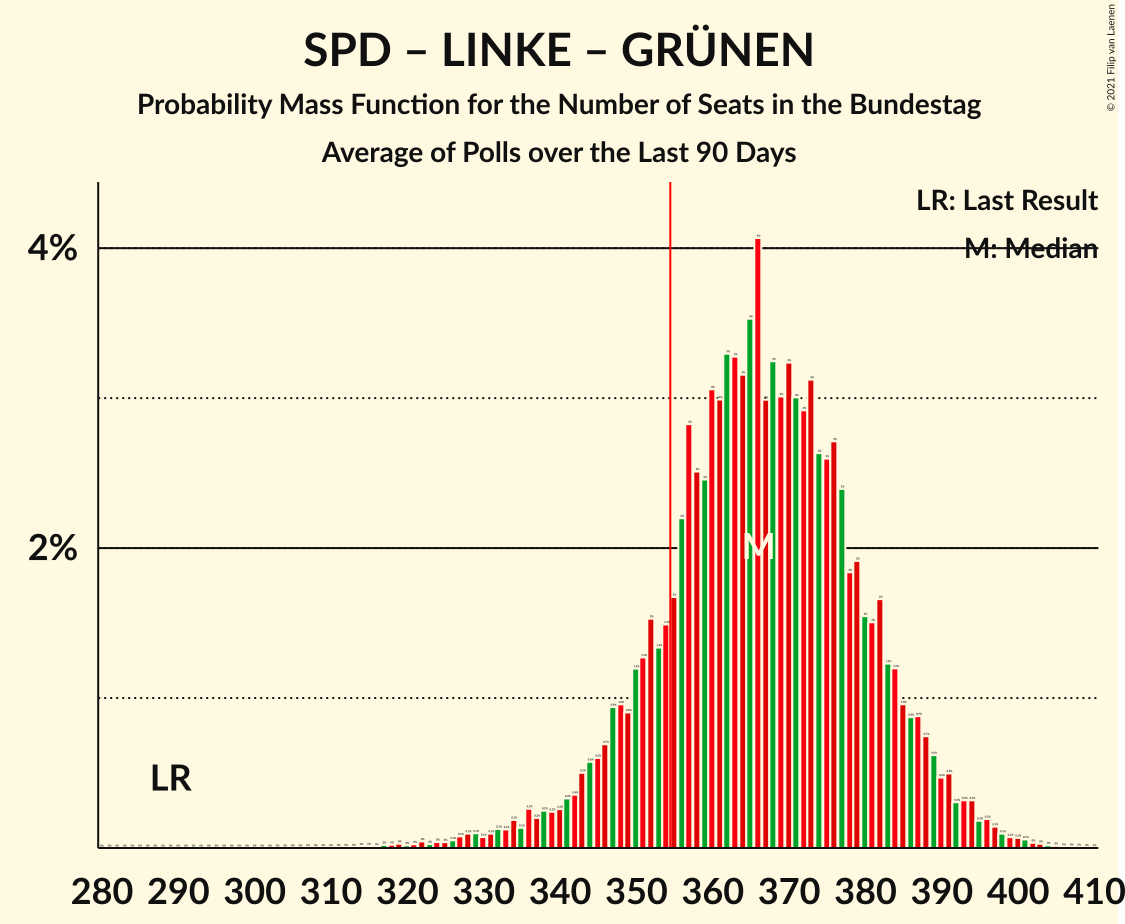 SPD – LINKE – GRÜNEN
Probability Mass Function for the Number of Seats in the Bundestag
Average of Polls over the Last 90 Days
© 2021 Filip van Laenen
LR: Last Result
M: Median
4%
2%
M
LR
280 290 300 310 320 330 340 350 360 370 380 390 400 410